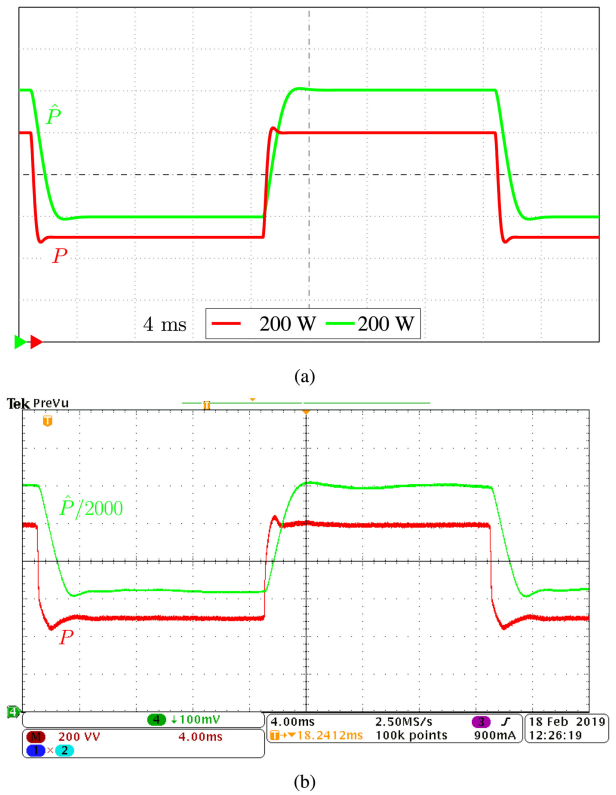 P̂
P
4 ms 200 W 200 W
(a)
Tek PreVu
T
T
P̂/2000
P
4
4 ↓100mV
4.00ms 2.50MS/s 3 ∫ 18 Feb 2019
M 200 VV 4.00ms
T→▼18.2412ms 100k points 900mA 12:26:19
1 × 2
(b)